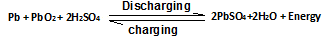 Discharging
Pb + PbO2 + 2H2SO4 2PbSO4+2H2O + Energy
charging